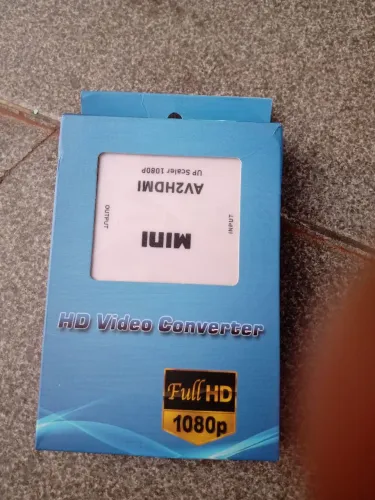 MINI
AV2HDMI
UP Scaler 1080P
INPUT
OUTPUT
HD Video Converter
Full HD
1080p